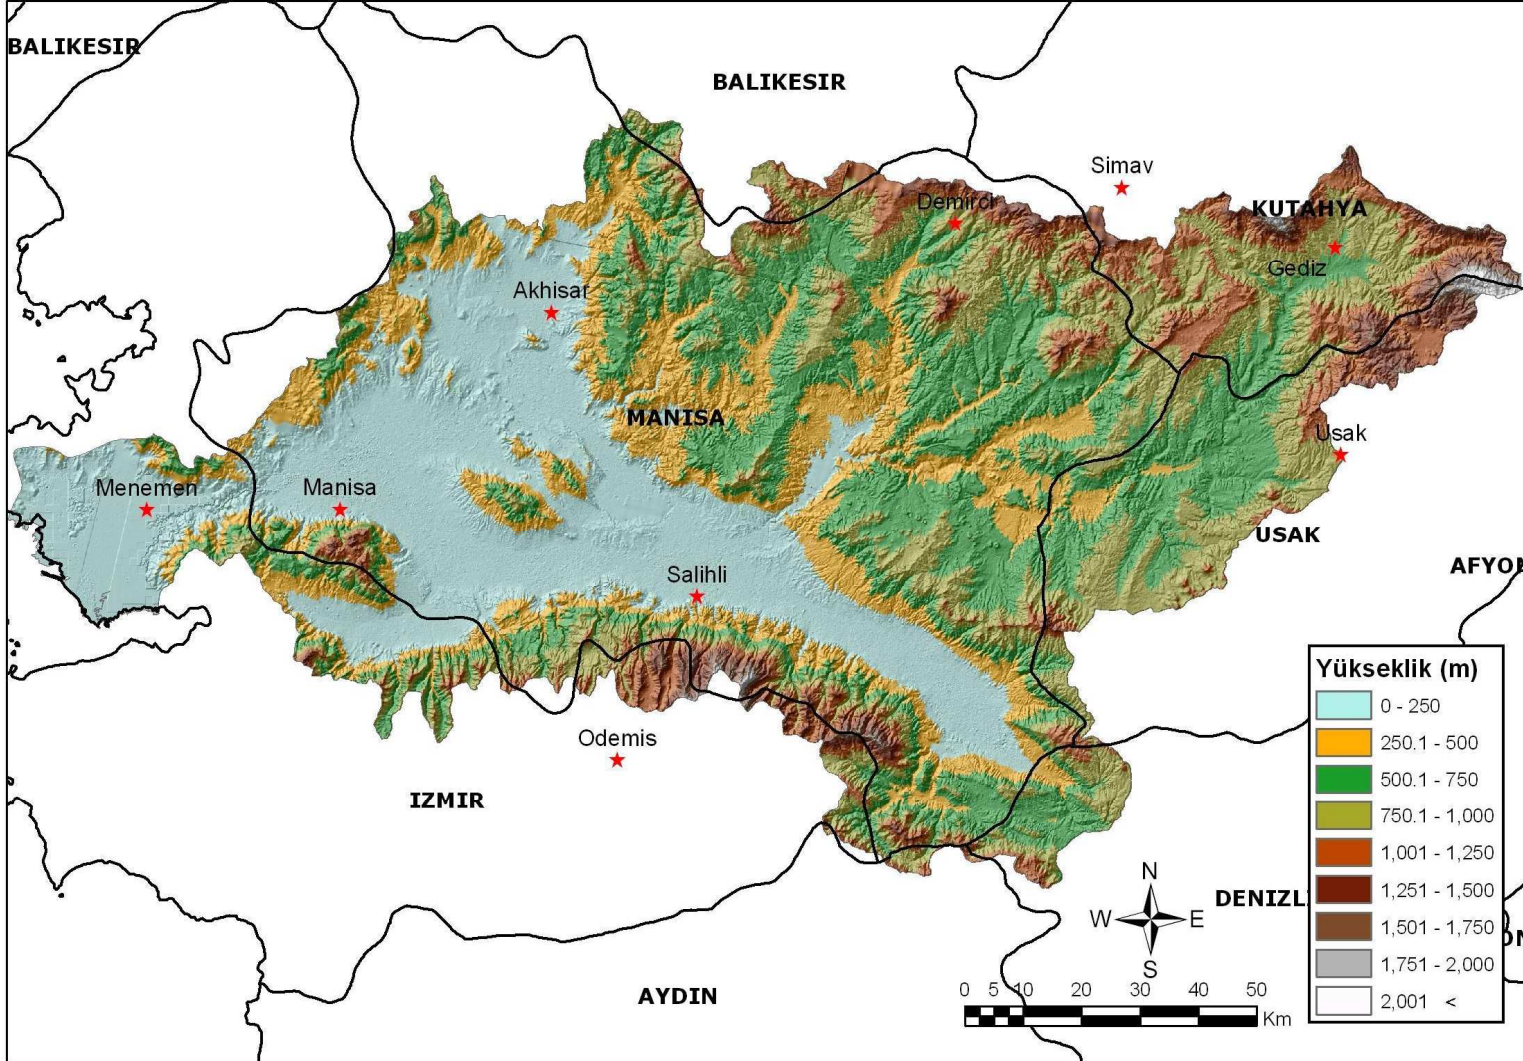 BALIKESIR
BALIKESIR
Simav
Demirci
KUTAHYA
Gediz
Akhisar
MANISA
Usak
Menemen
Manisa
USAK
AFYON
Salihli
Odemis
IZMIR
DENIZLI
AYDIN
N
W E
S
0 5 10 20 30 40 50
Km
Yükseklik (m)
0 - 250
250.1 - 500
500.1 - 750
750.1 - 1,000
1,001 - 1,250
1,251 - 1,500
1,501 - 1,750
1,751 - 2,000
2,001 <